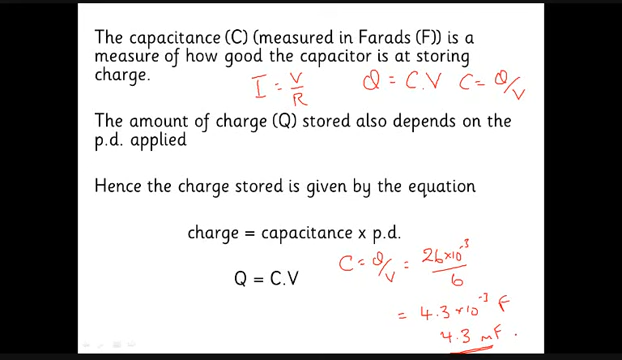 The capacitance (C) (measured in Farads (F)) is a
measure of how good the capacitor is at storing
charge.
I = V/R Q = C.V C = Q/V
The amount of charge (Q) stored also depends on the
p.d. applied
Hence the charge stored is given by the equation
charge = capacitance x p.d.
Q = C.V
C = Q/V = 26×10⁻³/6
= 4.3×10⁻³ F
4.3 mF.